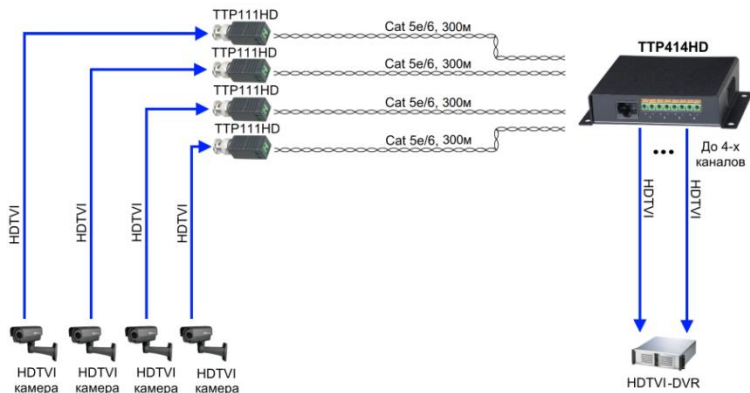 TTP111HD
Cat 5e/6, 300м
TTP111HD
Cat 5e/6, 300м
TTP111HD
Cat 5e/6, 300м
TTP111HD
Cat 5e/6, 300м
TTP414HD
До 4-х
каналов
HDTVI
HDTVI
HDTVI
HDTVI
HDTVI
HDTVI
HDTVI
камера
HDTVI
камера
HDTVI
камера
HDTVI
камера
HDTVI-DVR